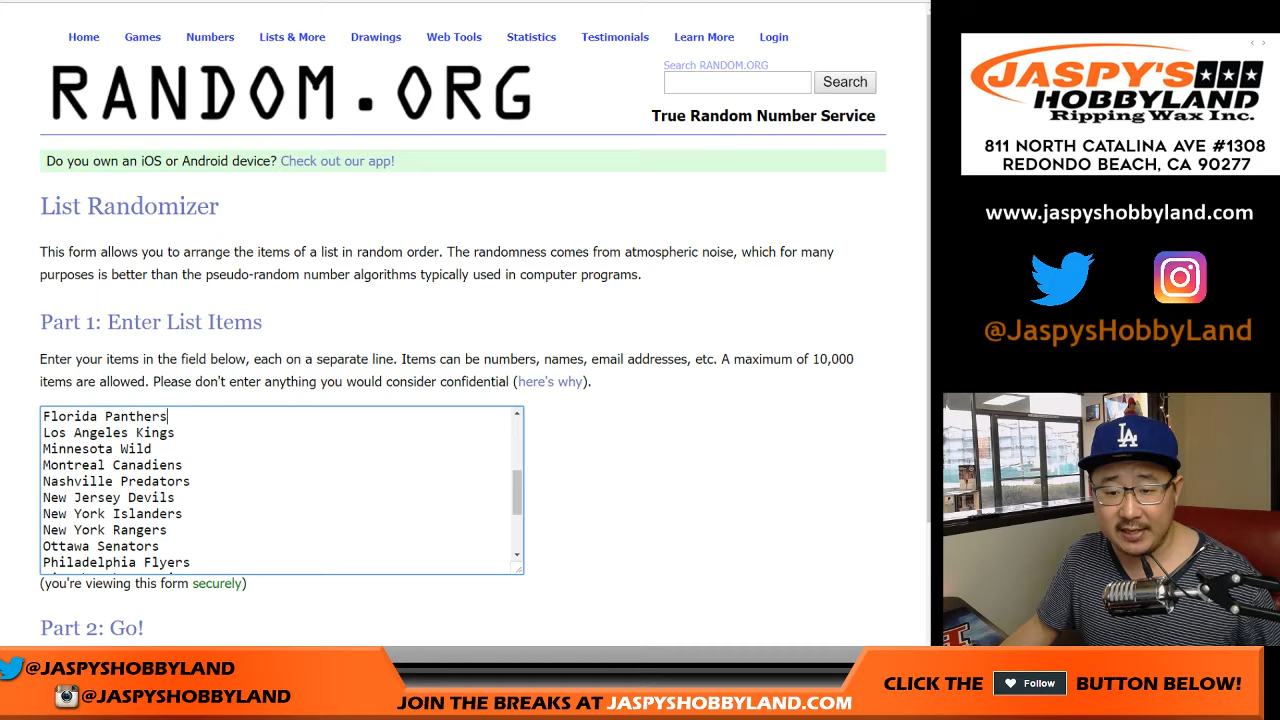 Home Games Numbers Lists & More Drawings Web Tools Statistics Testimonials Learn More Login
RANDOM.ORG
Search RANDOM.ORG
Search
True Random Number Service
Do you own an iOS or Android device? Check out our app!
List Randomizer
This form allows you to arrange the items of a list in random order. The randomness comes from atmospheric noise, which for many
purposes is better than the pseudo-random number algorithms typically used in computer programs.
Part 1: Enter List Items
Enter your items in the field below, each on a separate line. Items can be numbers, names, email addresses, etc. A maximum of 10,000
items are allowed. Please don't enter anything you would consider confidential (here's why).
Florida Panthers
Los Angeles Kings
Minnesota Wild
Montreal Canadiens
Nashville Predators
New Jersey Devils
New York Islanders
New York Rangers
Ottawa Senators
Philadelphia Flyers
(you're viewing this form securely)
Part 2: Go!
JASPY'S
HOBBYLAND
Ripping Wax Inc.
811 NORTH CATALINA AVE #1308
REDONDO BEACH, CA 90277
www.jaspyshobbyland.com
@JaspysHobbyLand
LA
@JASPYSHOBBYLAND
@JASPYSHOBBYLAND
JOIN THE BREAKS AT JASPYSHOBBYLAND.COM
CLICK THE Follow BUTTON BELOW!